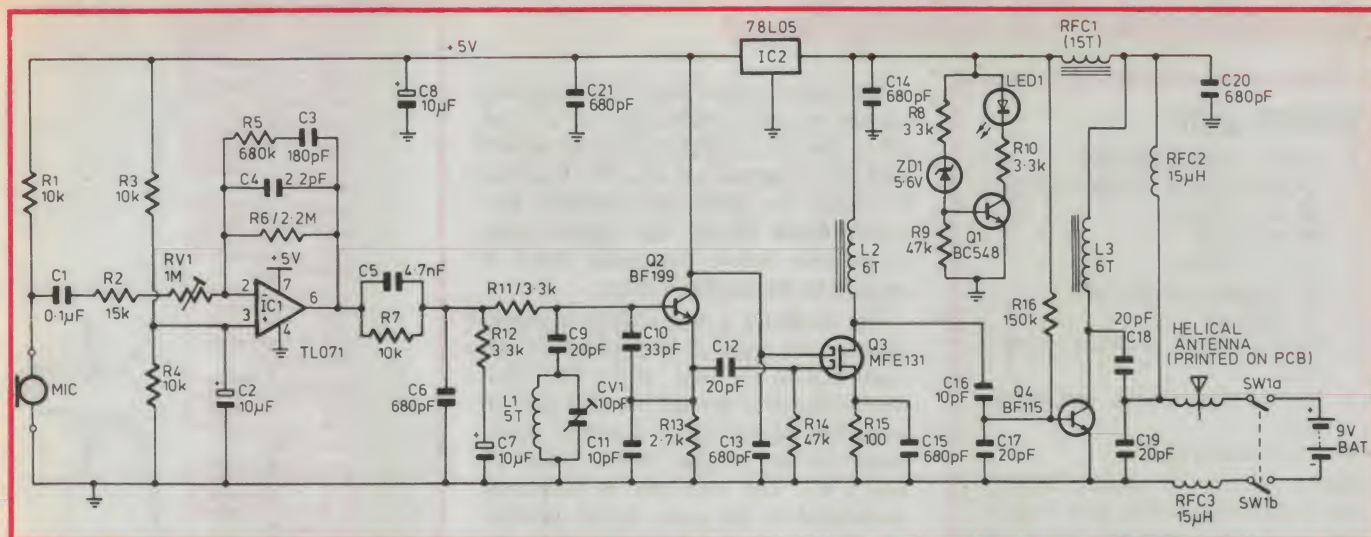 78L05
IC2
+5V
RFC1
(15T)
C8
10μF
C21
680pF
C14
680pF
LED1
C20
680pF
R8
3.3k
R5
680k
C3
180pF
R10
3.3k
RFC2
15μH
ZD1
5.6V
R1
10k
R3
10k
C4
2.2pF
R6/2.2M
Q1
BC548
L2
6T
R9
47k
L3
6T
RV1
1M
+5V
C5
4.7nF
Q2
BF199
C1
0.1μF
R2
15k
2
7
IC1
6
3
4
TL071
R11/3.3k
R7
10k
R16
150k
20pF
C18
HELICAL
ANTENNA
(PRINTED ON PCB)
R12
3.3k
C9
20pF
C10
33pF
C12
20pF
Q3
MFE131
C16
10pF
Q4
BF115
SW1a
R4
10k
MIC
C2
10μF
C6
680pF
L1
5T
CV1
10pF
C7
10μF
C11
10pF
R13
2.7k
C13
680pF
R14
47k
R15
100
C15
680pF
C17
20pF
C19
20pF
9V
BAT
RFC3
15μH
SW1b